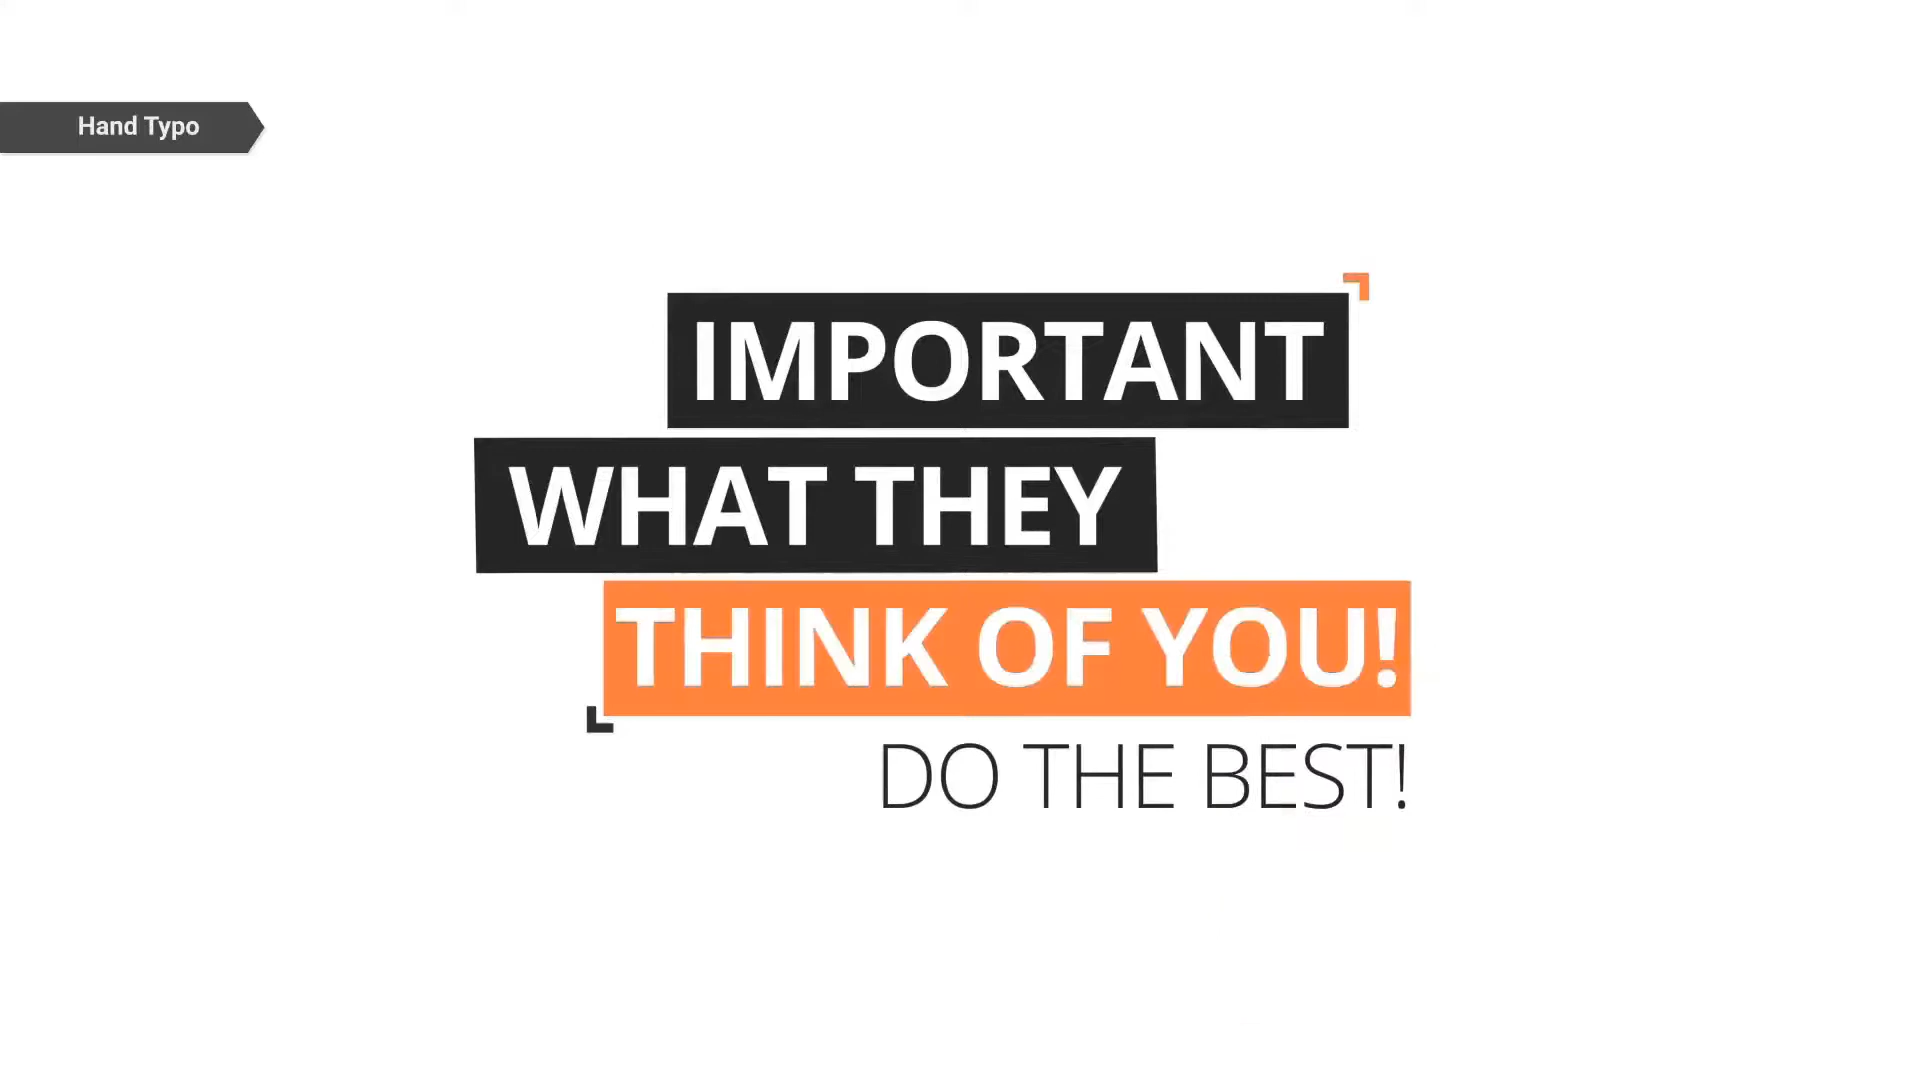 Hand Typo
IMPORTANT
WHAT THEY
THINK OF YOU!
DO THE BEST!